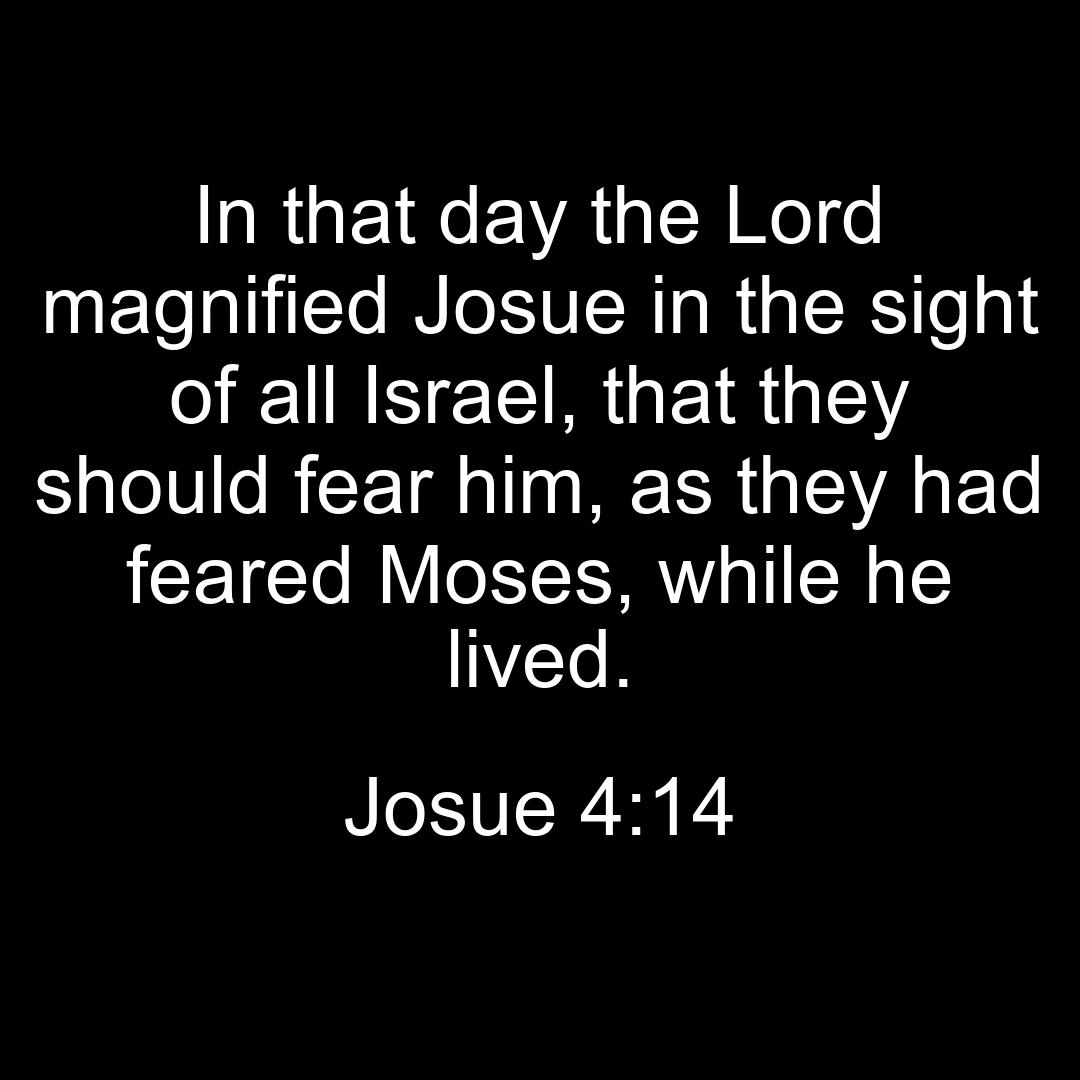 In that day the Lord
magnified Josue in the sight
of all Israel, that they
should fear him, as they had
feared Moses, while he
lived.
Josue 4:14